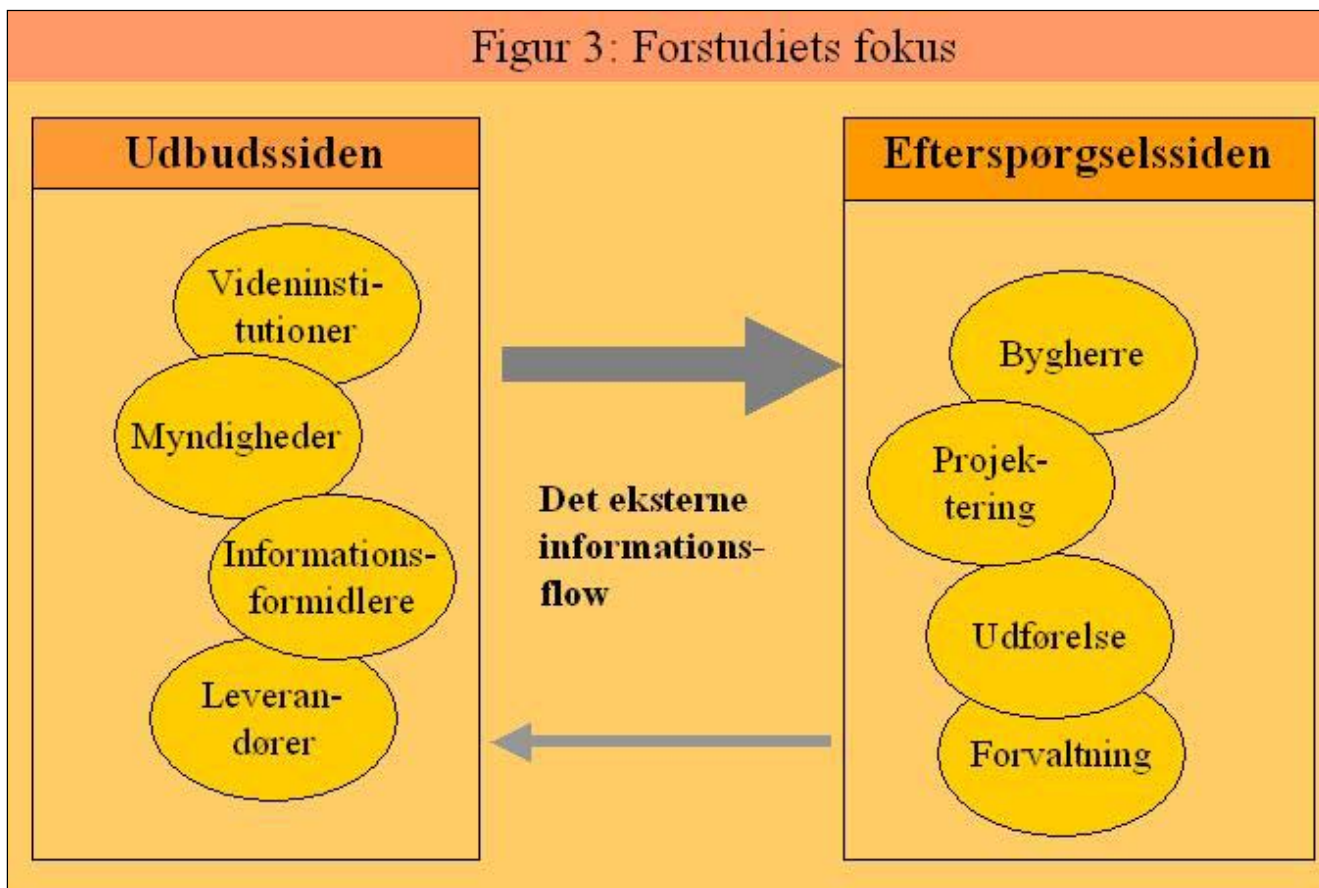 Figur 3: Forstudiets fokus
Udbudssiden
Videninsti-
tutioner
Myndigheder
Informations-
formidlere
Leveran-
dører
Det eksterne
informations-
flow
Efterspørgselssiden
Bygherre
Projek-
tering
Udførelse
Forvaltning